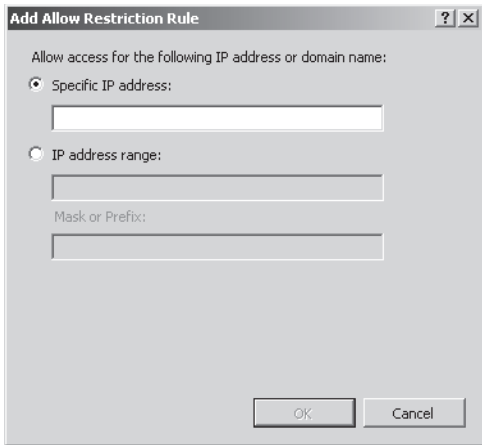 Add Allow Restriction Rule
Allow access for the following IP address or domain name:
Specific IP address:
IP address range:
Mask or Prefix:
OK
Cancel